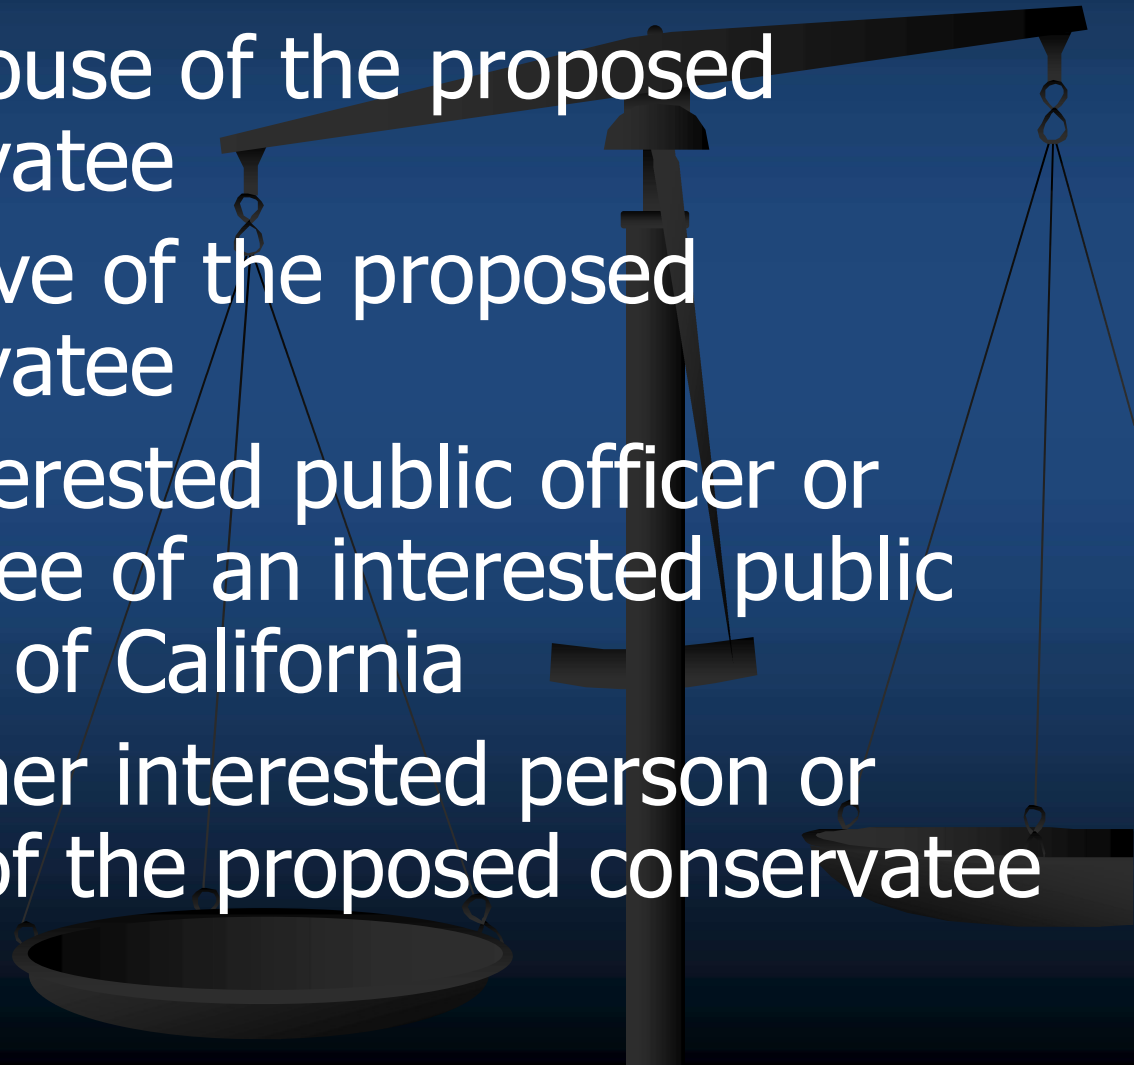 ouse of the proposed
vatee
ve of the proposed
vatee
erested public officer or
ee of an interested public
of California
her interested person or
of the proposed conservatee